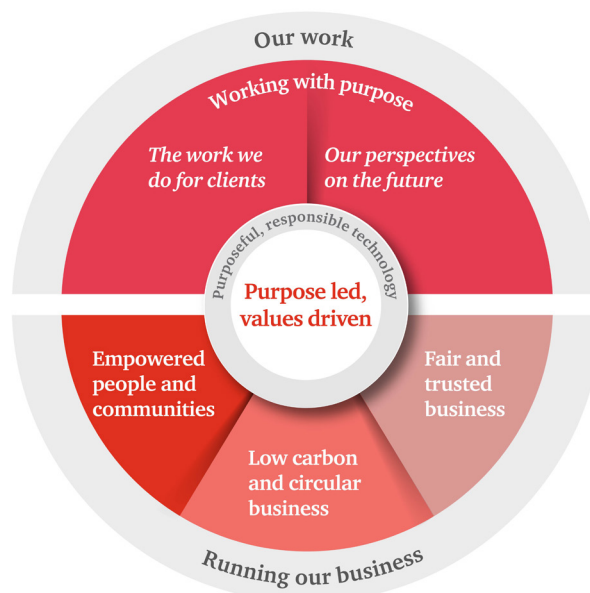 Our work
Working with purpose
The work we
do for clients
Our perspectives
on the future
Purposeful, responsible technology
Purpose led,
values driven
Empowered
people and
communities
Fair and
trusted
business
Low carbon
and circular
business
Running our business